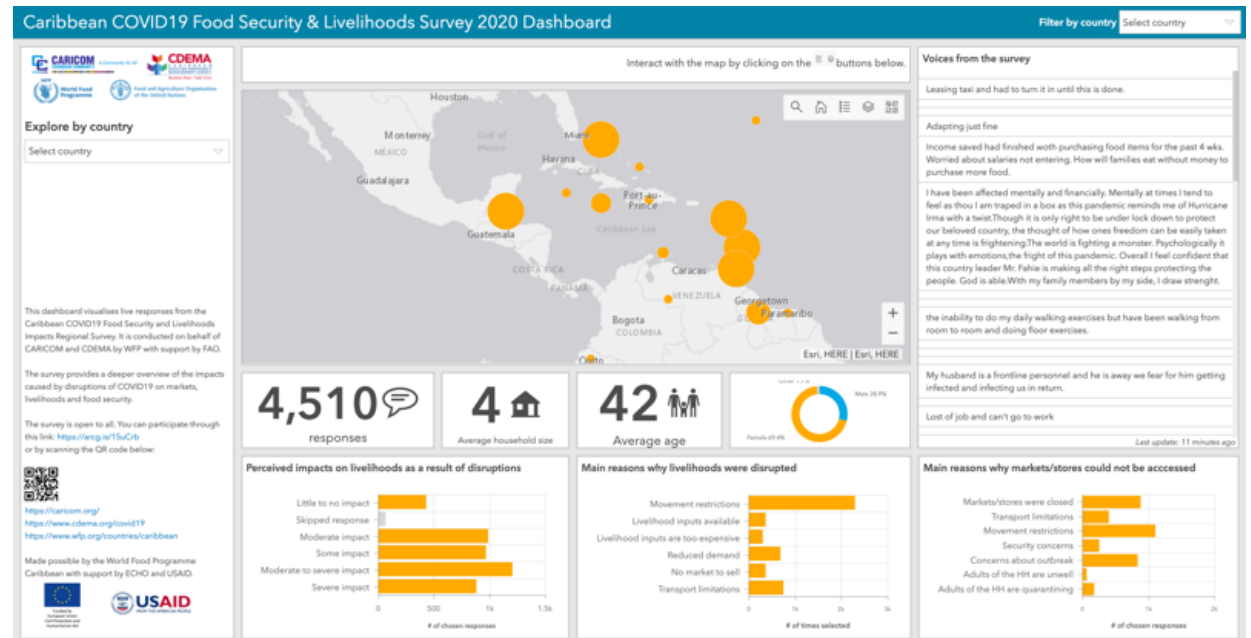 Caribbean COVID19 Food Security & Livelihoods Survey 2020 Dashboard
Filter by country Select country
CARICOM
CDEMA
World Food
Programme
Food and Agriculture Organization
of the United Nations
Explore by country
Select country
This dashboard visualises live responses from the
Caribbean COVID19 Food Security and Livelihoods
Impacts Regional Survey. It is conducted on behalf of
CARICOM and CDEMA by WFP with support by FAO.
The survey provides a deeper overview of the impacts
caused by disruptions of COVID19 on markets,
livelihoods and food security.
The survey is open to all. You can participate through
this link: https://arcg.is/1SuCrb
or by scanning the QR code below:
https://caricom.org/
https://www.cdema.org/covid19
https://www.wfp.org/countries/caribbean
Made possible by the World Food Programme
Caribbean with support by ECHO and USAID.
USAID
Interact with the map by clicking on the buttons below.
Houston
Monterrey
Gulf of
Mexico
Miami
MÉXICO
Havana
CUBA
Guadalajara
Port-au-
Prince
Guatemala
Caribbean Sea
COSTA RICA
Caracas
PANAMA
VENEZUELA
Georgetown
Paramaribo
Bogota
COLOMBIA
Quito
+
−
Esri, HERE | Esri, HERE
4,510
responses
4
Average household size
42
Average age
Male 28.9%
Female 69.4%
Perceived impacts on livelihoods as a result of disruptions
Little to no impact
Skipped response
Moderate impact
Some impact
Moderate to severe impact
Severe impact
0 500 1k 1.5k
# of chosen responses
Main reasons why livelihoods were disrupted
Movement restrictions
Livelihood inputs available
Livelihood inputs are too expensive
Reduced demand
No market to sell
Transport limitations
0 1k 2k 3k
# of times selected
Voices from the survey
Leasing taxi and had to turn it in until this is done.
Adapting just fine
Income saved had finished woth purchasing food items for the past 4 wks.
Worried about salaries not entering. How will families eat without money to
purchase more food.
I have been affected mentally and financially. Mentally at times I tend to
feel as thou I am traped in a box as this pandemic reminds me of Hurricane
Irma with a twist.Though it is only right to be under lock down to protect
our beloved country, the thought of how ones freedom can be easily taken
at any time is frightening.The world is fighting a monster. Psychologically it
plays with emotions,the fright of this pandemic. Overall I feel confident that
this country leader Mr. Fahie is making all the right steps protecting the
people. God is able.With my family members by my side, I draw strenght.
the inability to do my daily walking exercises but have been walking from
room to room and doing floor exercises.
My husband is a frontline personnel and he is away we fear for him getting
infected and infecting us in return.
Lost of job and can't go to work
Last update: 11 minutes ago
Main reasons why markets/stores could not be acccessed
Markets/stores were closed
Transport limitations
Movement restrictions
Security concerns
Concerns about outbreak
Adults of the HH are unwell
Adults of the HH are quarantining
0 1k 2k
# of chosen responses